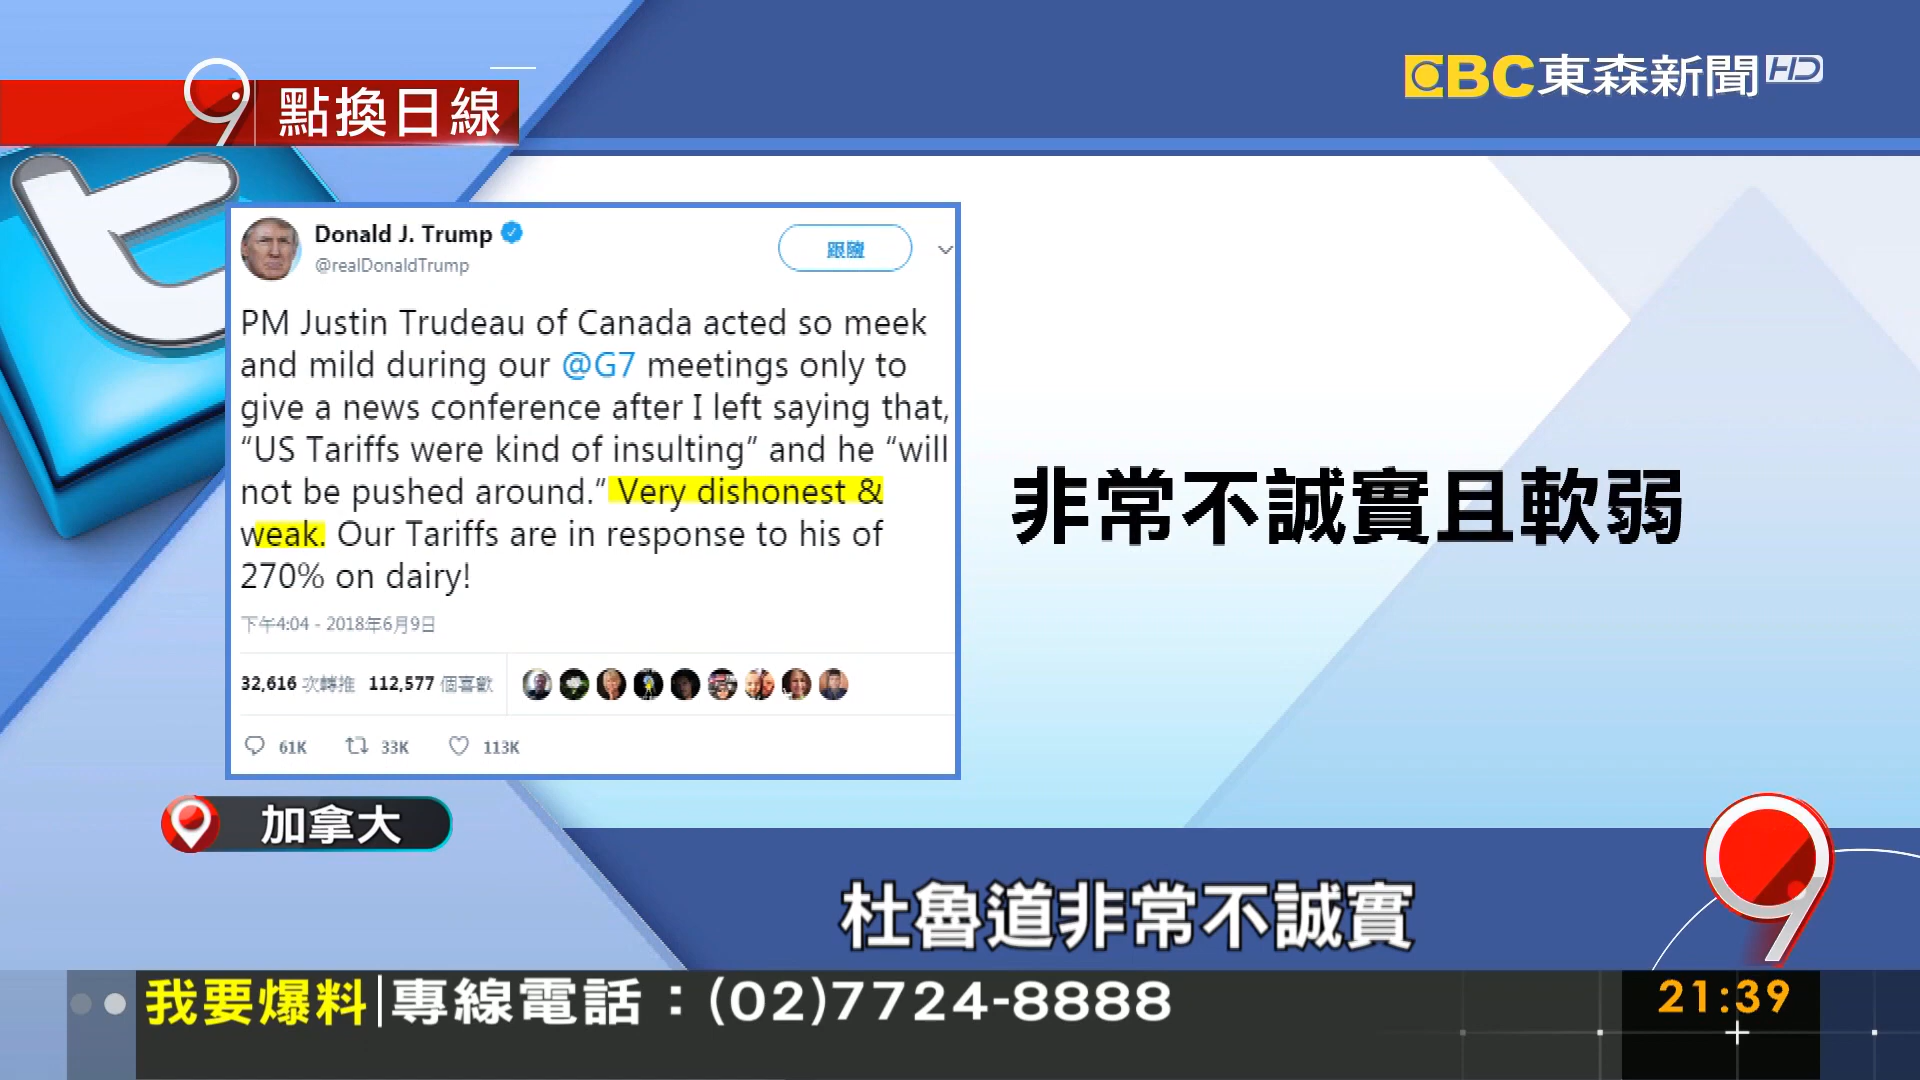 9點換日線
EBC東森新聞HD
Donald J. Trump
@realDonaldTrump
跟隨
PM Justin Trudeau of Canada acted so meek
and mild during our @G7 meetings only to
give a news conference after I left saying that,
“US Tariffs were kind of insulting” and he “will
not be pushed around.” Very dishonest &
weak. Our Tariffs are in response to his of
270% on dairy!
下午4:04 - 2018年6月9日
32,616 次轉推 112,577 個喜歡
61K 33K 113K
非常不誠實且軟弱
加拿大
杜魯道非常不誠實
9
我要爆料|專線電話：(02)7724-8888
21:39